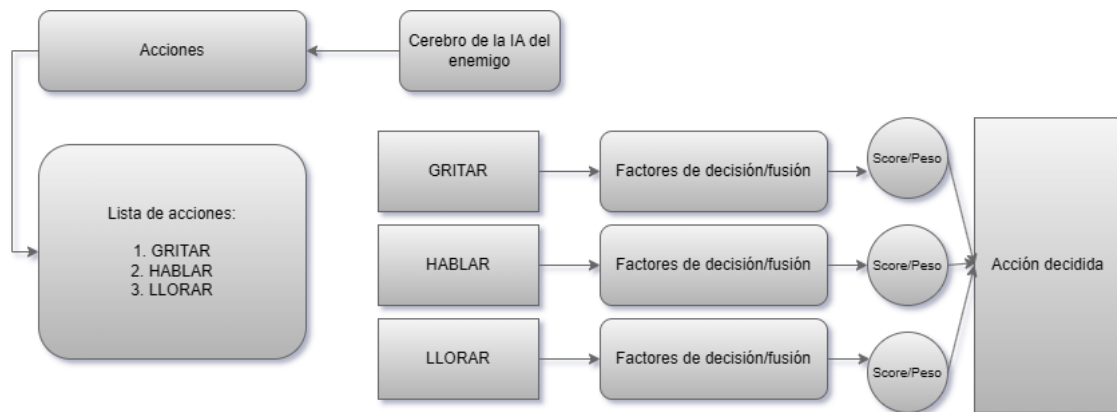 Acciones
Cerebro de la IA del
enemigo
Lista de acciones:
1. GRITAR
2. HABLAR
3. LLORAR
GRITAR
Factores de decisión/fusión
Score/Peso
HABLAR
Factores de decisión/fusión
Score/Peso
LLORAR
Factores de decisión/fusión
Score/Peso
Acción decidida